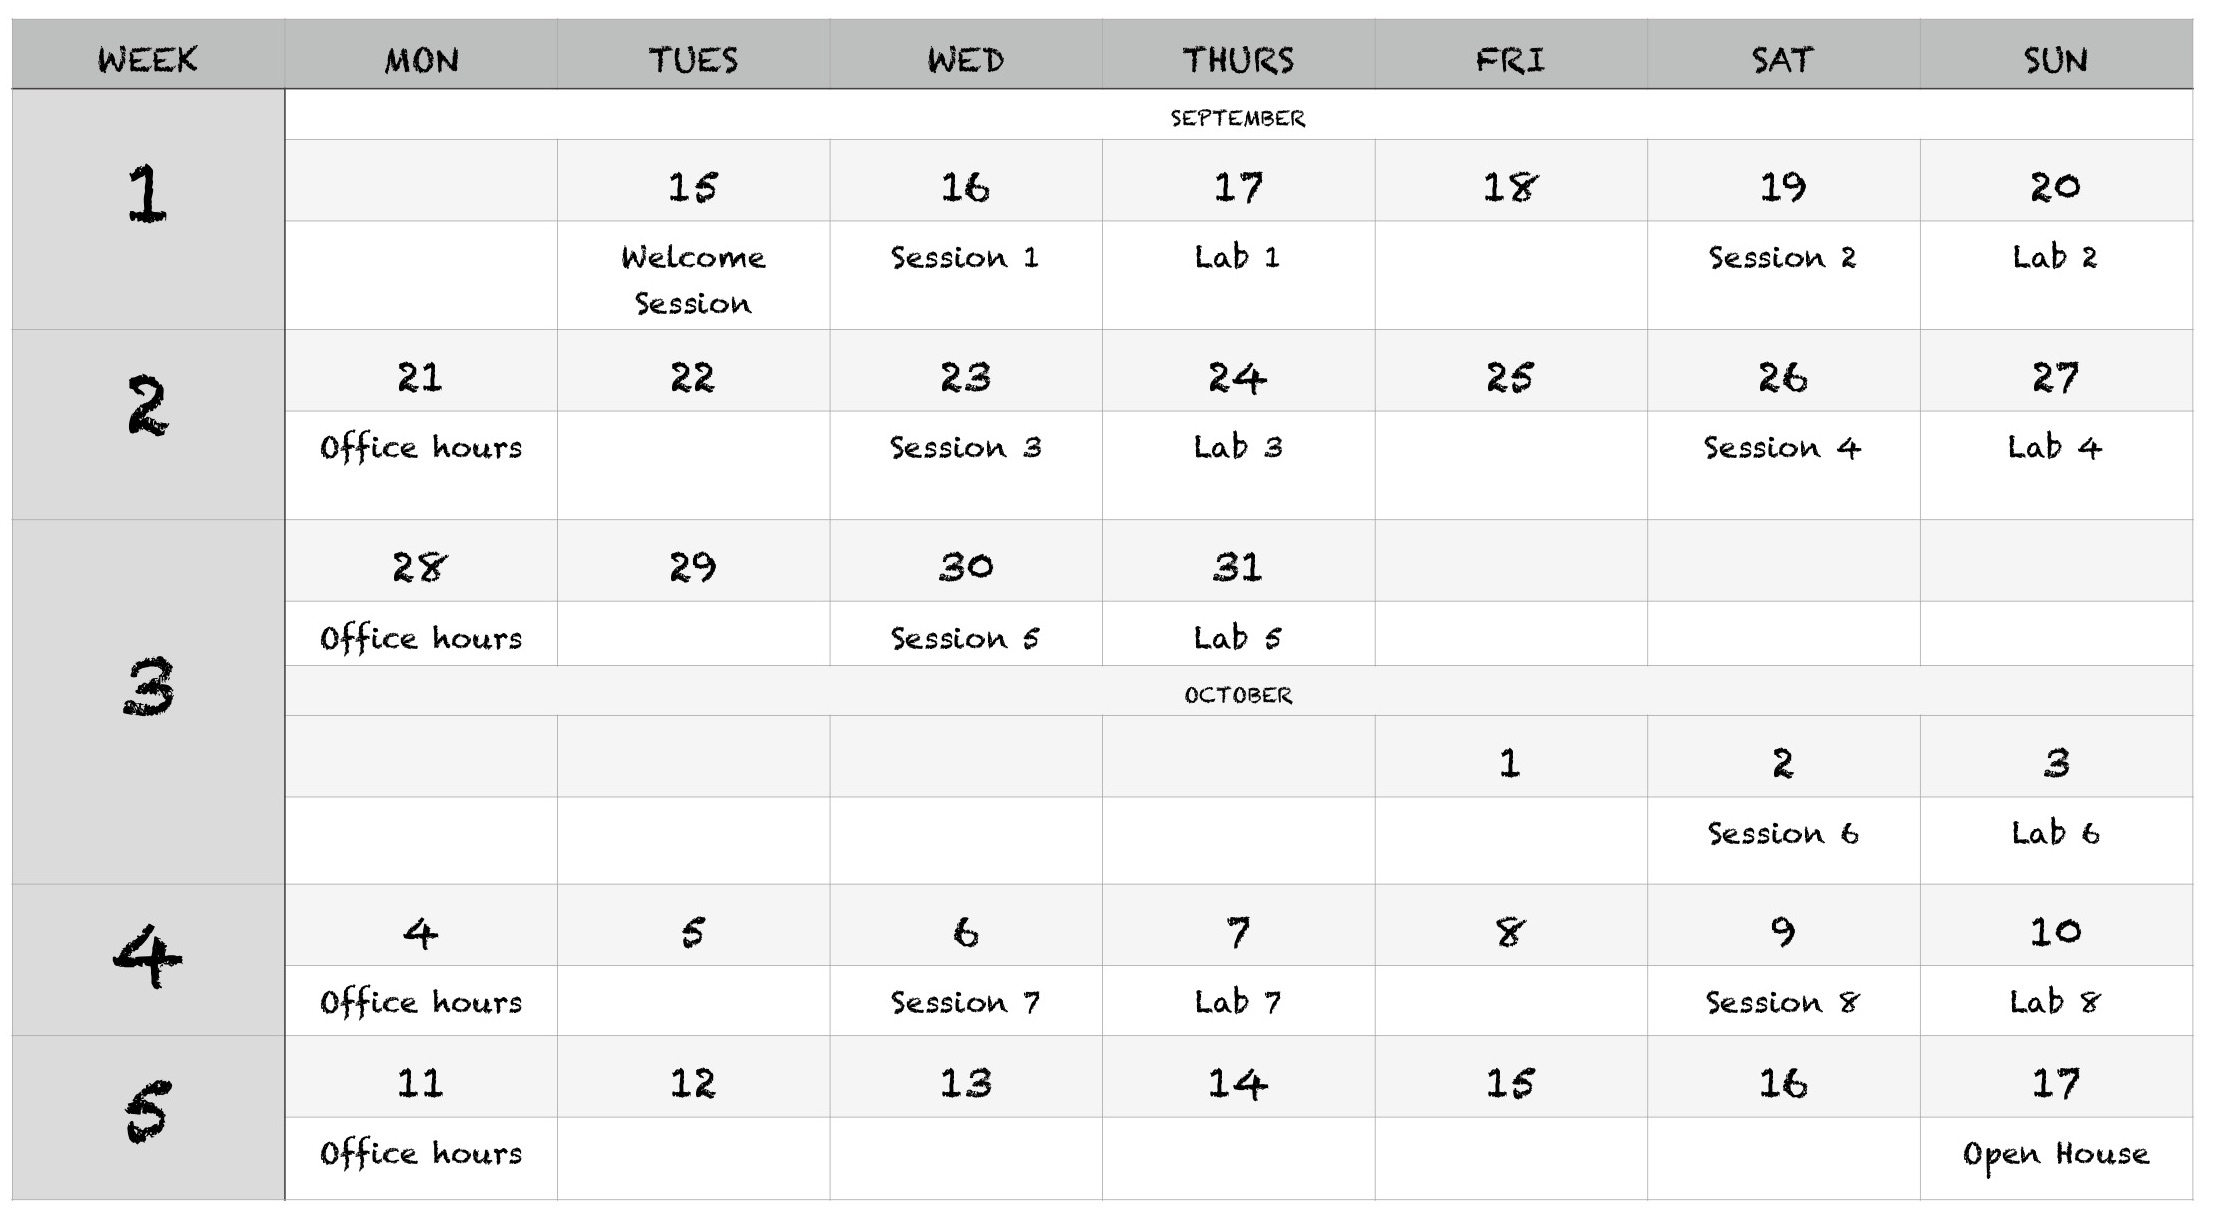 WEEK MON TUES WED THURS FRI SAT SUN
SEPTEMBER
1
15 16 17 18 19 20
Welcome Session 1 Lab 1 Session 2 Lab 2
Session
2
21 22 23 24 25 26 27
Office hours Session 3 Lab 3 Session 4 Lab 4
3
28 29 30 31
Office hours Session 5 Lab 5
OCTOBER
1 2 3
Session 6 Lab 6
4
4 5 6 7 8 9 10
Office hours Session 7 Lab 7 Session 8 Lab 8
5
11 12 13 14 15 16 17
Office hours Open House